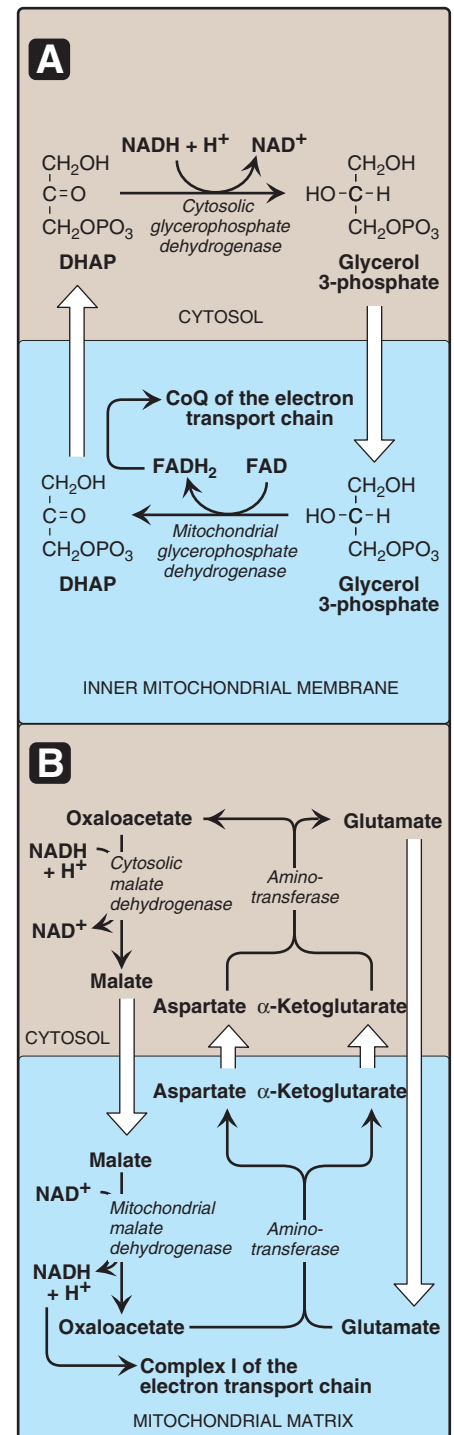 A
NADH + H⁺ NAD⁺
CH₂OH
C=O
CH₂OPO₃
DHAP
Cytosolic
glycerophosphate
dehydrogenase
CH₂OH
HO-C-H
CH₂OPO₃
Glycerol
3-phosphate
CYTOSOL
CoQ of the electron
transport chain
FADH₂ FAD
CH₂OH
C=O
CH₂OPO₃
DHAP
Mitochondrial
glycerophosphate
dehydrogenase
CH₂OH
HO-C-H
CH₂OPO₃
Glycerol
3-phosphate
INNER MITOCHONDRIAL MEMBRANE
B
Oxaloacetate
Glutamate
NADH
+ H⁺
Cytosolic
malate
dehydrogenase
NAD⁺
Malate
Amino-
transferase
Aspartate α-Ketoglutarate
CYTOSOL
Aspartate α-Ketoglutarate
Malate
NAD⁺
Mitochondrial
malate
dehydrogenase
NADH
+ H⁺
Amino-
transferase
Oxaloacetate
Glutamate
Complex I of the
electron transport chain
MITOCHONDRIAL MATRIX